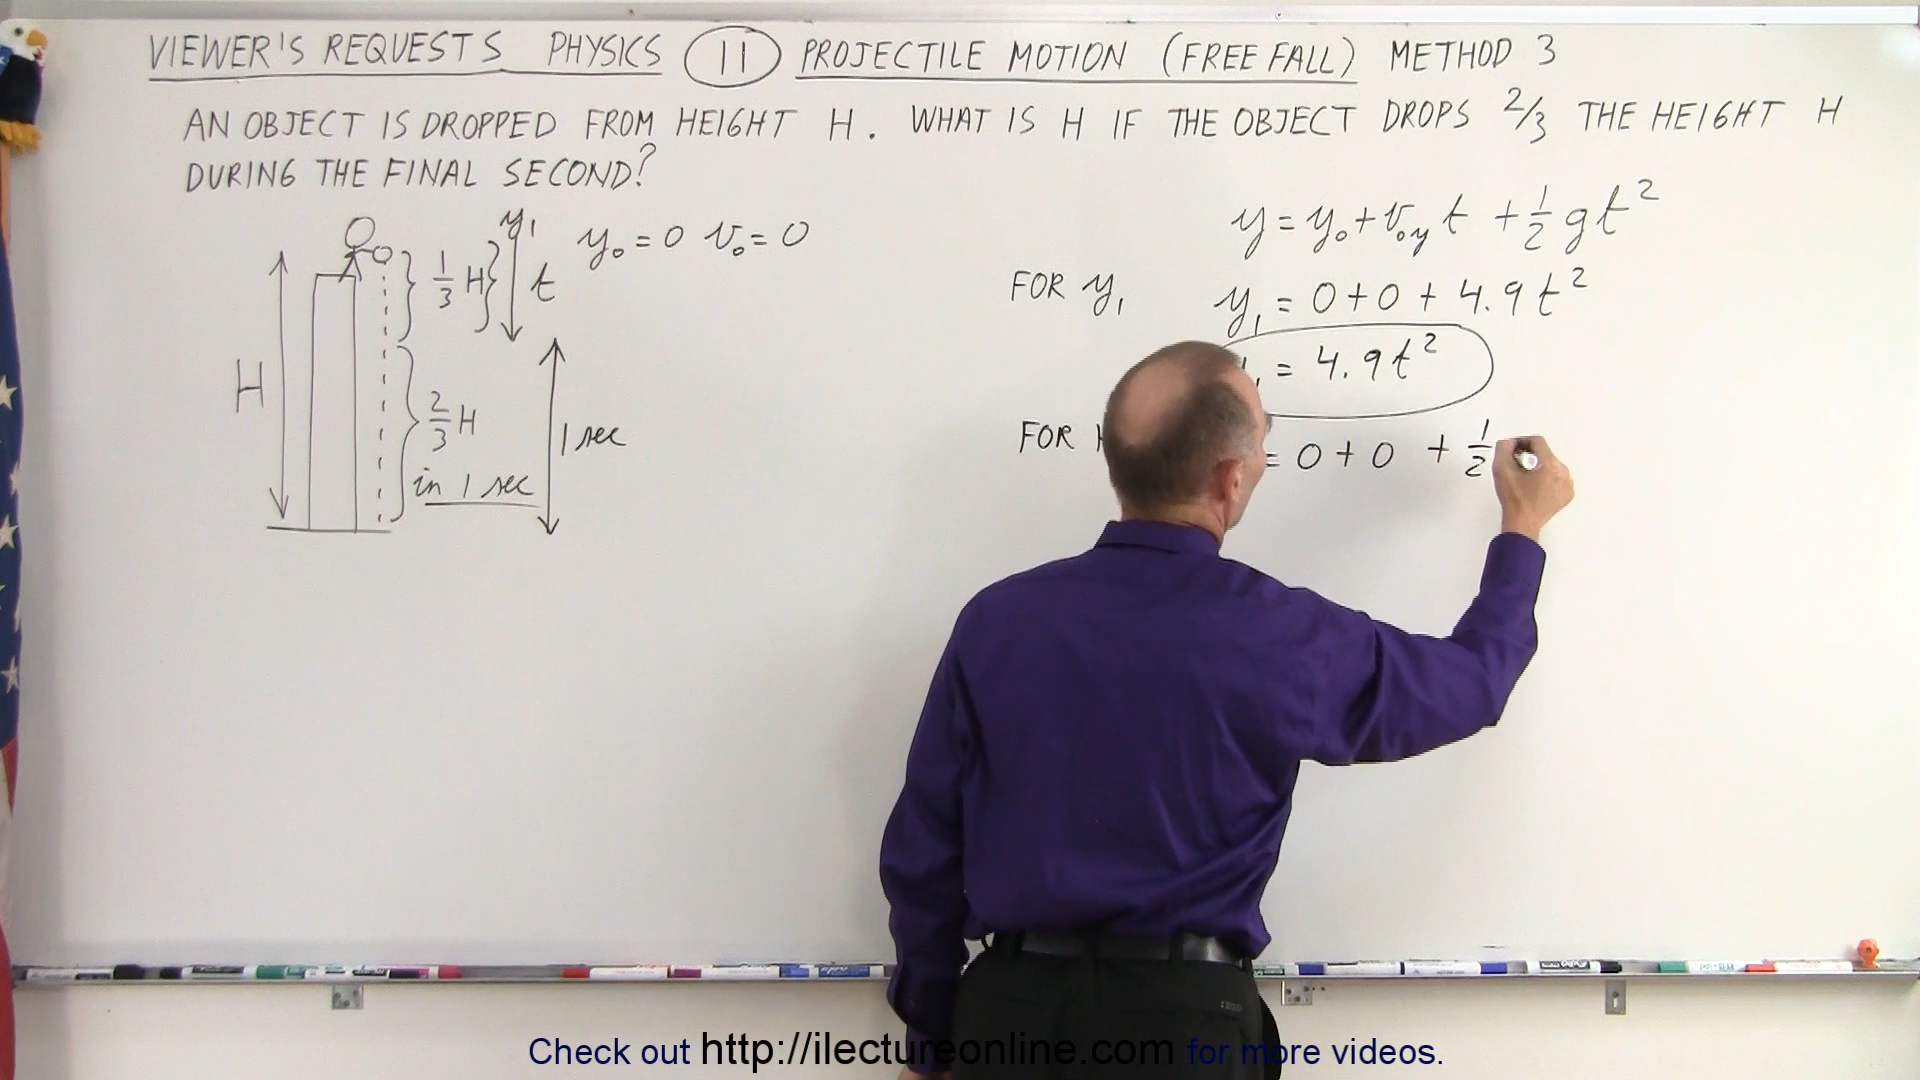 VIEWER'S REQUESTS PHYSICS 11 PROJECTILE MOTION (FREE FALL) METHOD 3
AN OBJECT IS DROPPED FROM HEIGHT H. WHAT IS H IF THE OBJECT DROPS 2/3 THE HEIGHT H
DURING THE FINAL SECOND?
y₁ y₀ = 0 v₀ = 0
1/3 H t
H
2/3 H
1 sec
in 1 sec
y = y₀ + v₀y t + 1/2 g t²
FOR y₁ y₁ = 0 + 0 + 4.9 t²
= 4.9 t²
FOR = 0 + 0 + 1/2
Check out http://ilectureonline.com for more videos.